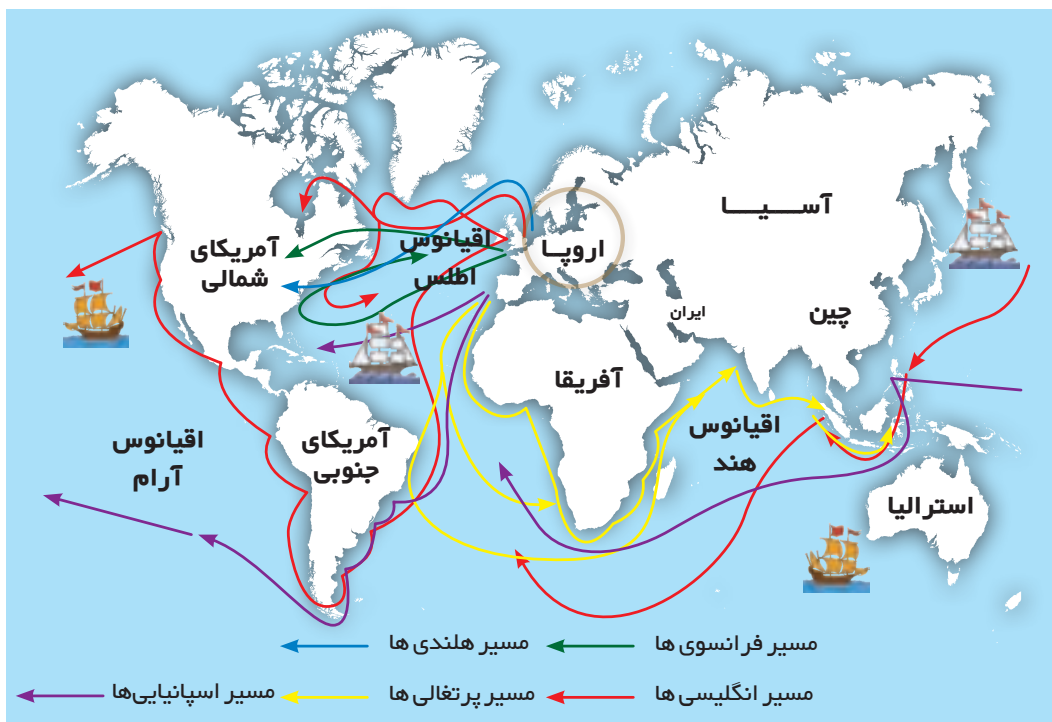 آســیــا
اقیانوس
اطلس
اروپـا
آمریکای
شمالی
ایران
چین
آفریقا
اقیانوس
هند
اقیانوس
آرام
آمریکای
جنوبی
استرالیا
مسیر فرانسوی ها
مسیر هلندی ها
مسیر انگلیسی ها
مسیر پرتغالی ها
مسیر اسپانیایی‌ها